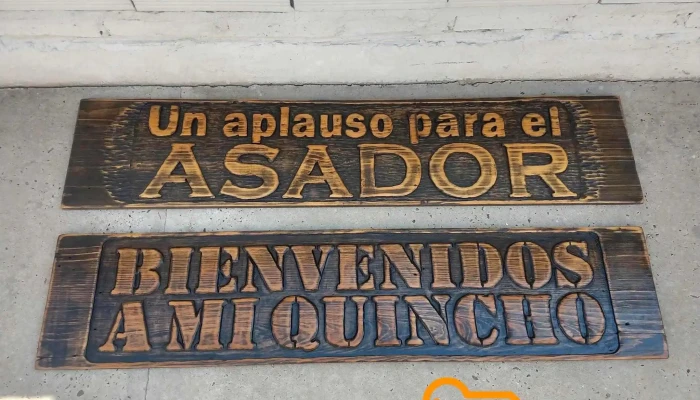 Un aplauso para el
ASADOR
BIENVENIDOS
A MI QUINCHO